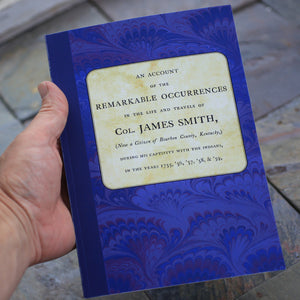 AN ACCOUNT
OF THE
REMARKABLE OCCURRENCES
IN THE LIFE AND TRAVELS OF
COL. JAMES SMITH,
(Now a Citizen of Bourbon County, Kentucky,)
DURING HIS CAPTIVITY WITH THE INDIANS,
IN THE YEARS 1755, '56, '57, '58, & '59.